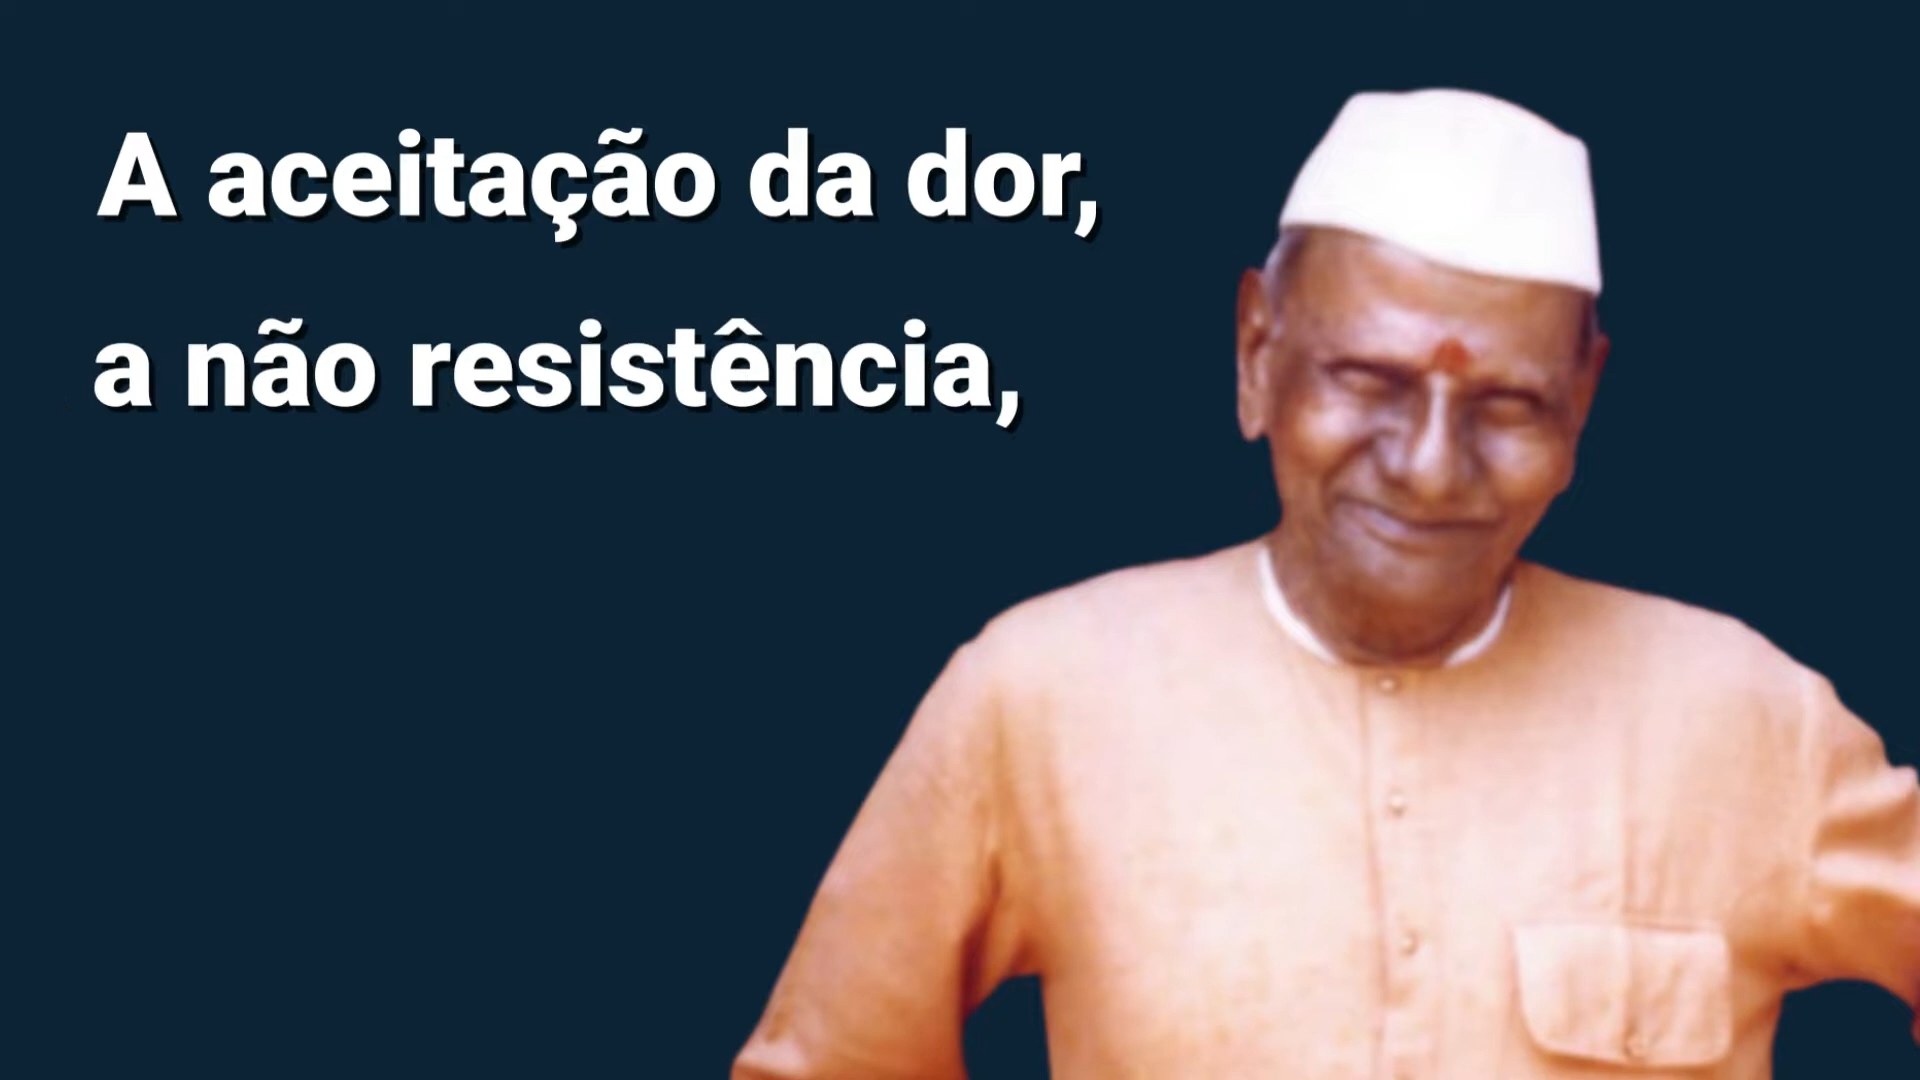 A aceitação da dor,
a não resistência,